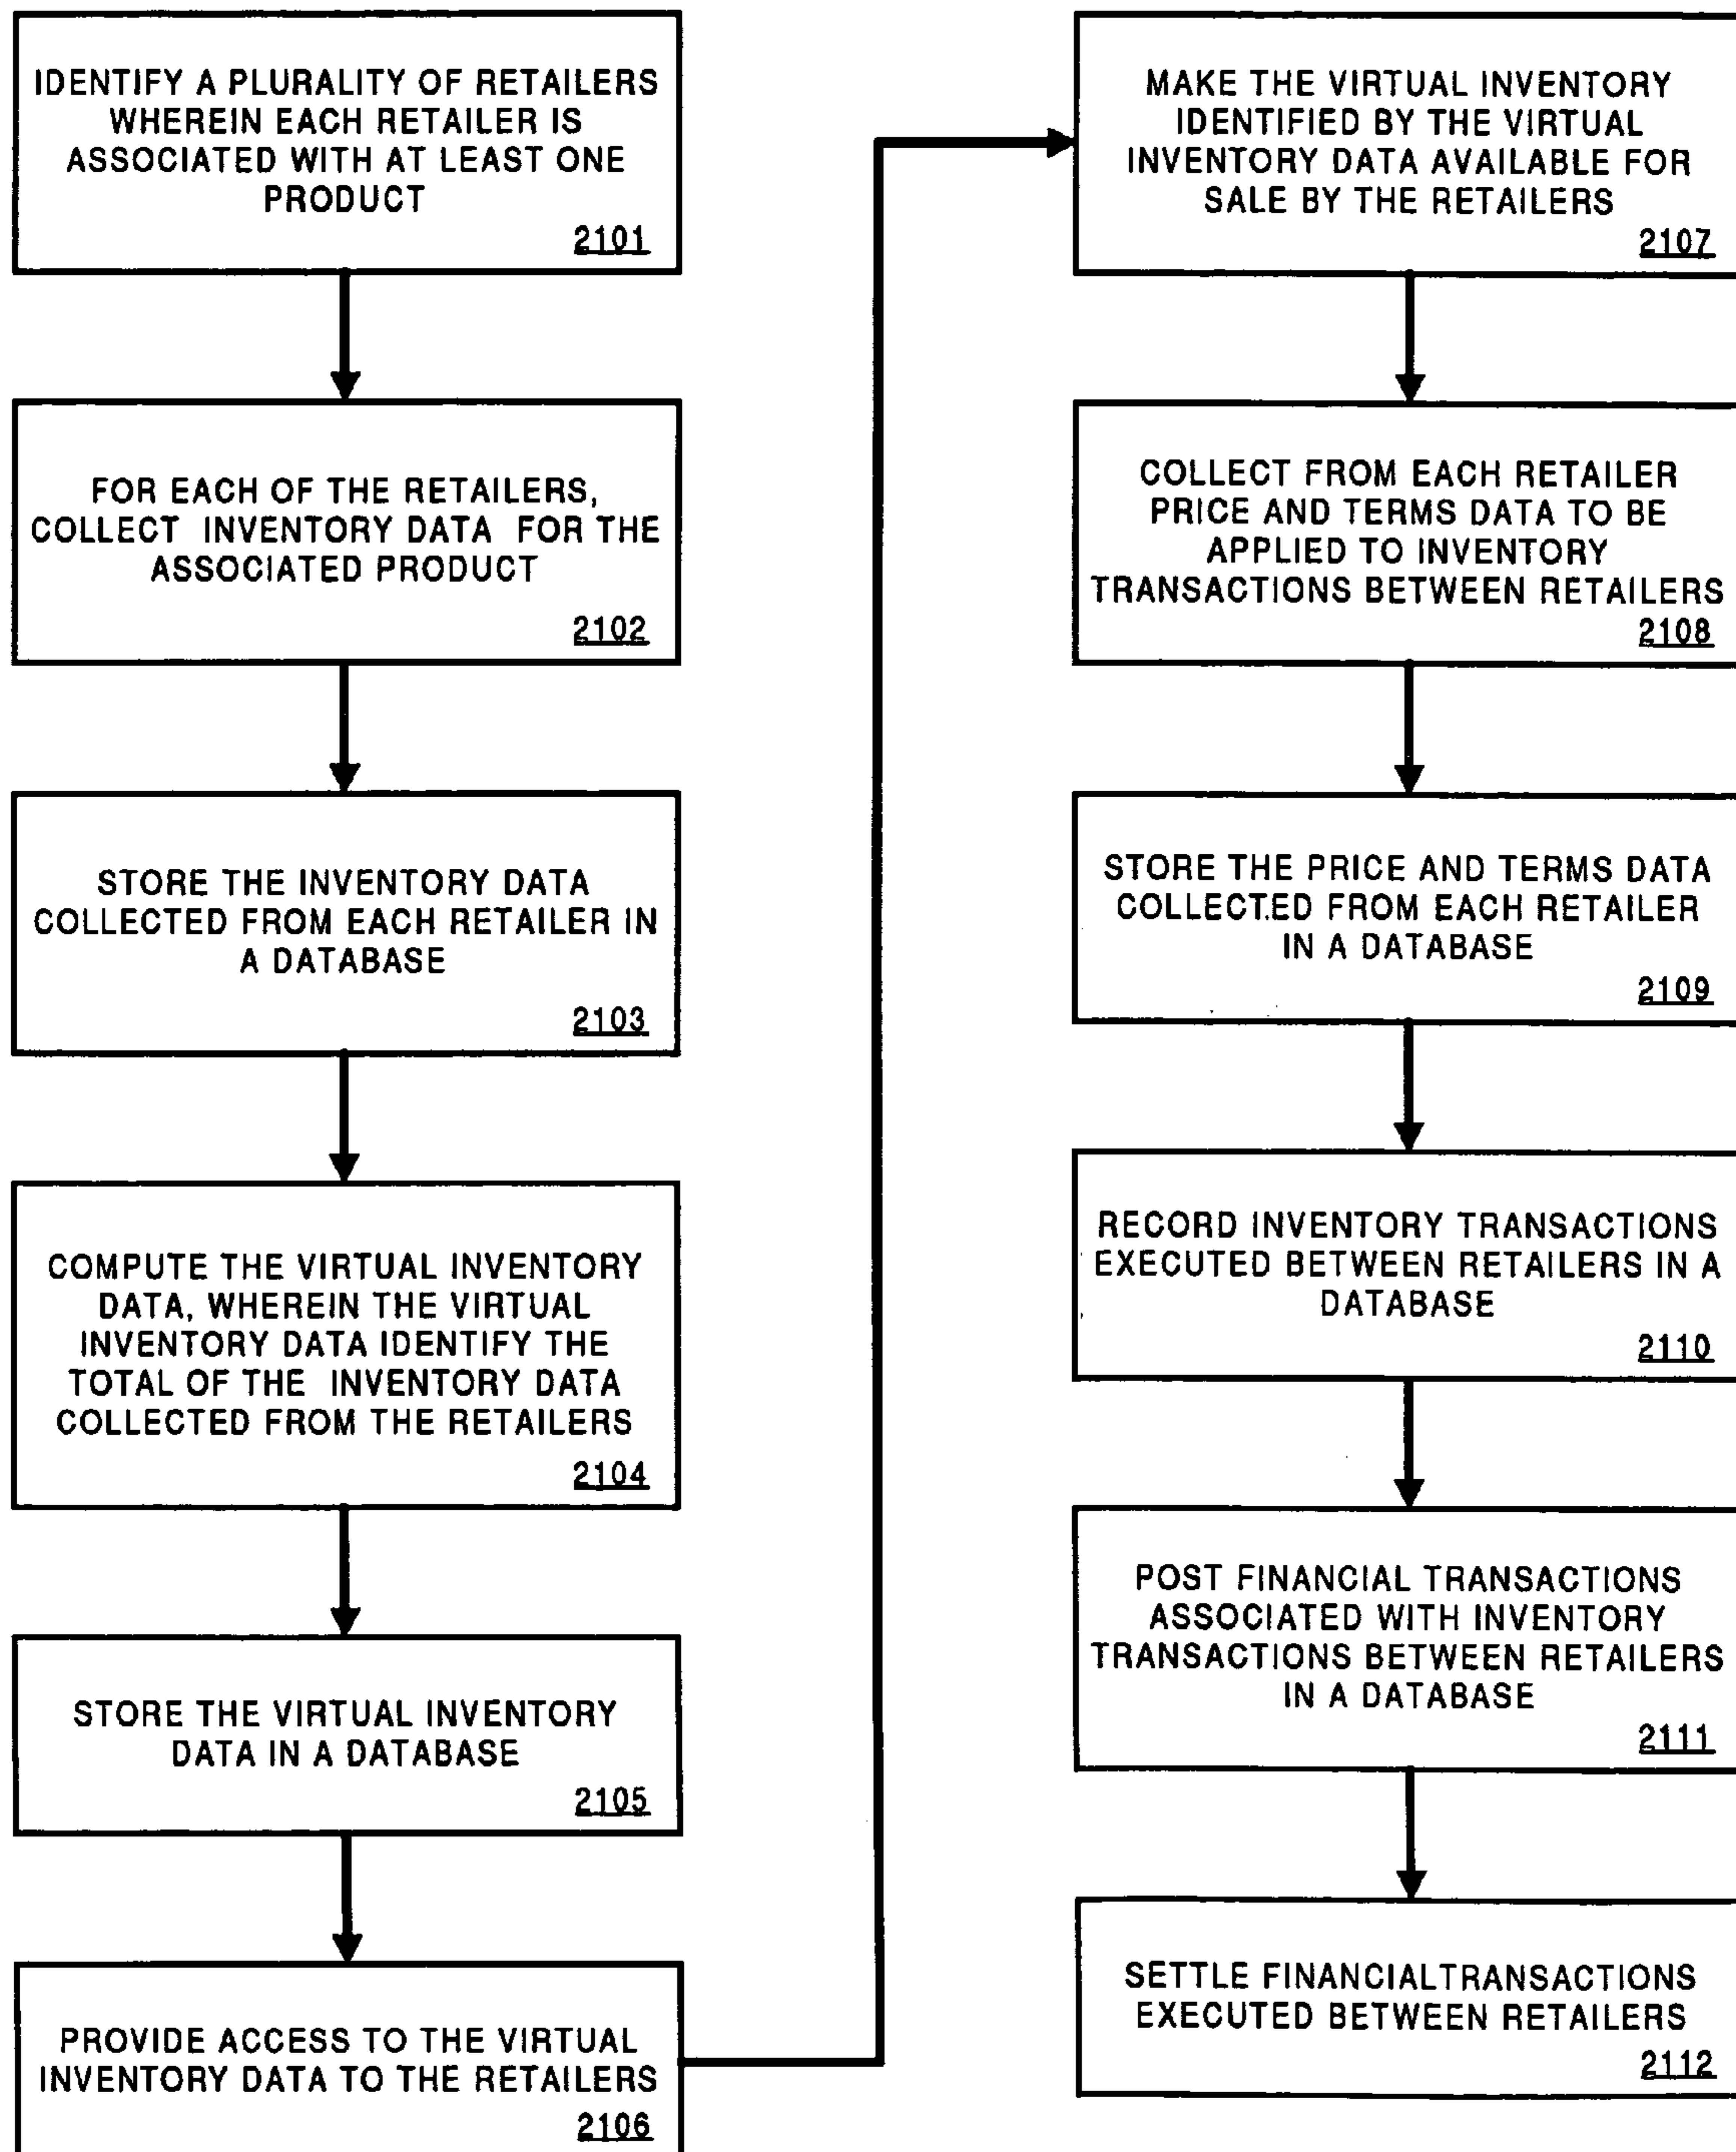 IDENTIFY A PLURALITY OF RETAILERS
WHEREIN EACH RETAILER IS
ASSOCIATED WITH AT LEAST ONE
PRODUCT
2101
FOR EACH OF THE RETAILERS,
COLLECT INVENTORY DATA FOR THE
ASSOCIATED PRODUCT
2102
STORE THE INVENTORY DATA
COLLECTED FROM EACH RETAILER IN
A DATABASE
2103
COMPUTE THE VIRTUAL INVENTORY
DATA, WHEREIN THE VIRTUAL
INVENTORY DATA IDENTIFY THE
TOTAL OF THE INVENTORY DATA
COLLECTED FROM THE RETAILERS
2104
STORE THE VIRTUAL INVENTORY
DATA IN A DATABASE
2105
PROVIDE ACCESS TO THE VIRTUAL
INVENTORY DATA TO THE RETAILERS
2106
MAKE THE VIRTUAL INVENTORY
IDENTIFIED BY THE VIRTUAL
INVENTORY DATA AVAILABLE FOR
SALE BY THE RETAILERS
2107
COLLECT FROM EACH RETAILER
PRICE AND TERMS DATA TO BE
APPLIED TO INVENTORY
TRANSACTIONS BETWEEN RETAILERS
2108
STORE THE PRICE AND TERMS DATA
COLLECTED FROM EACH RETAILER
IN A DATABASE
2109
RECORD INVENTORY TRANSACTIONS
EXECUTED BETWEEN RETAILERS IN A
DATABASE
2110
POST FINANCIAL TRANSACTIONS
ASSOCIATED WITH INVENTORY
TRANSACTIONS BETWEEN RETAILERS
IN A DATABASE
2111
SETTLE FINANCIALTRANSACTIONS
EXECUTED BETWEEN RETAILERS
2112